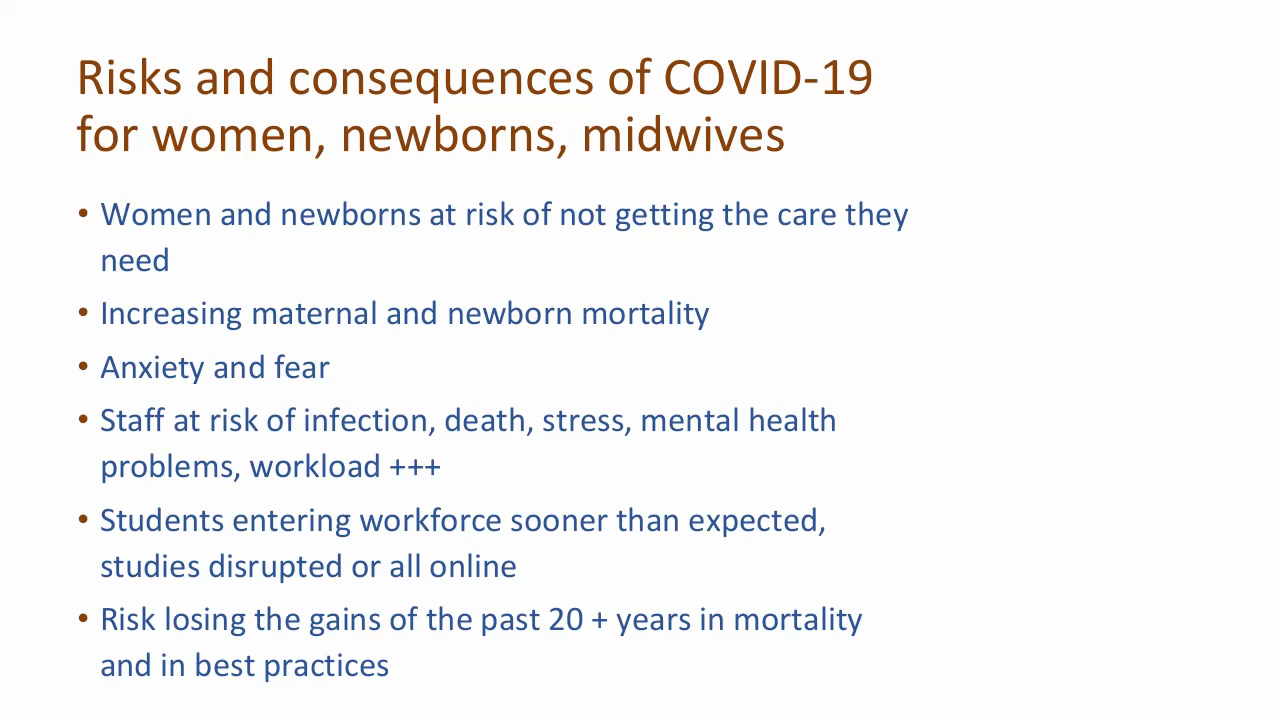 Risks and consequences of COVID-19
for women, newborns, midwives
• Women and newborns at risk of not getting the care they
need
• Increasing maternal and newborn mortality
• Anxiety and fear
• Staff at risk of infection, death, stress, mental health
problems, workload +++
• Students entering workforce sooner than expected,
studies disrupted or all online
• Risk losing the gains of the past 20 + years in mortality
and in best practices